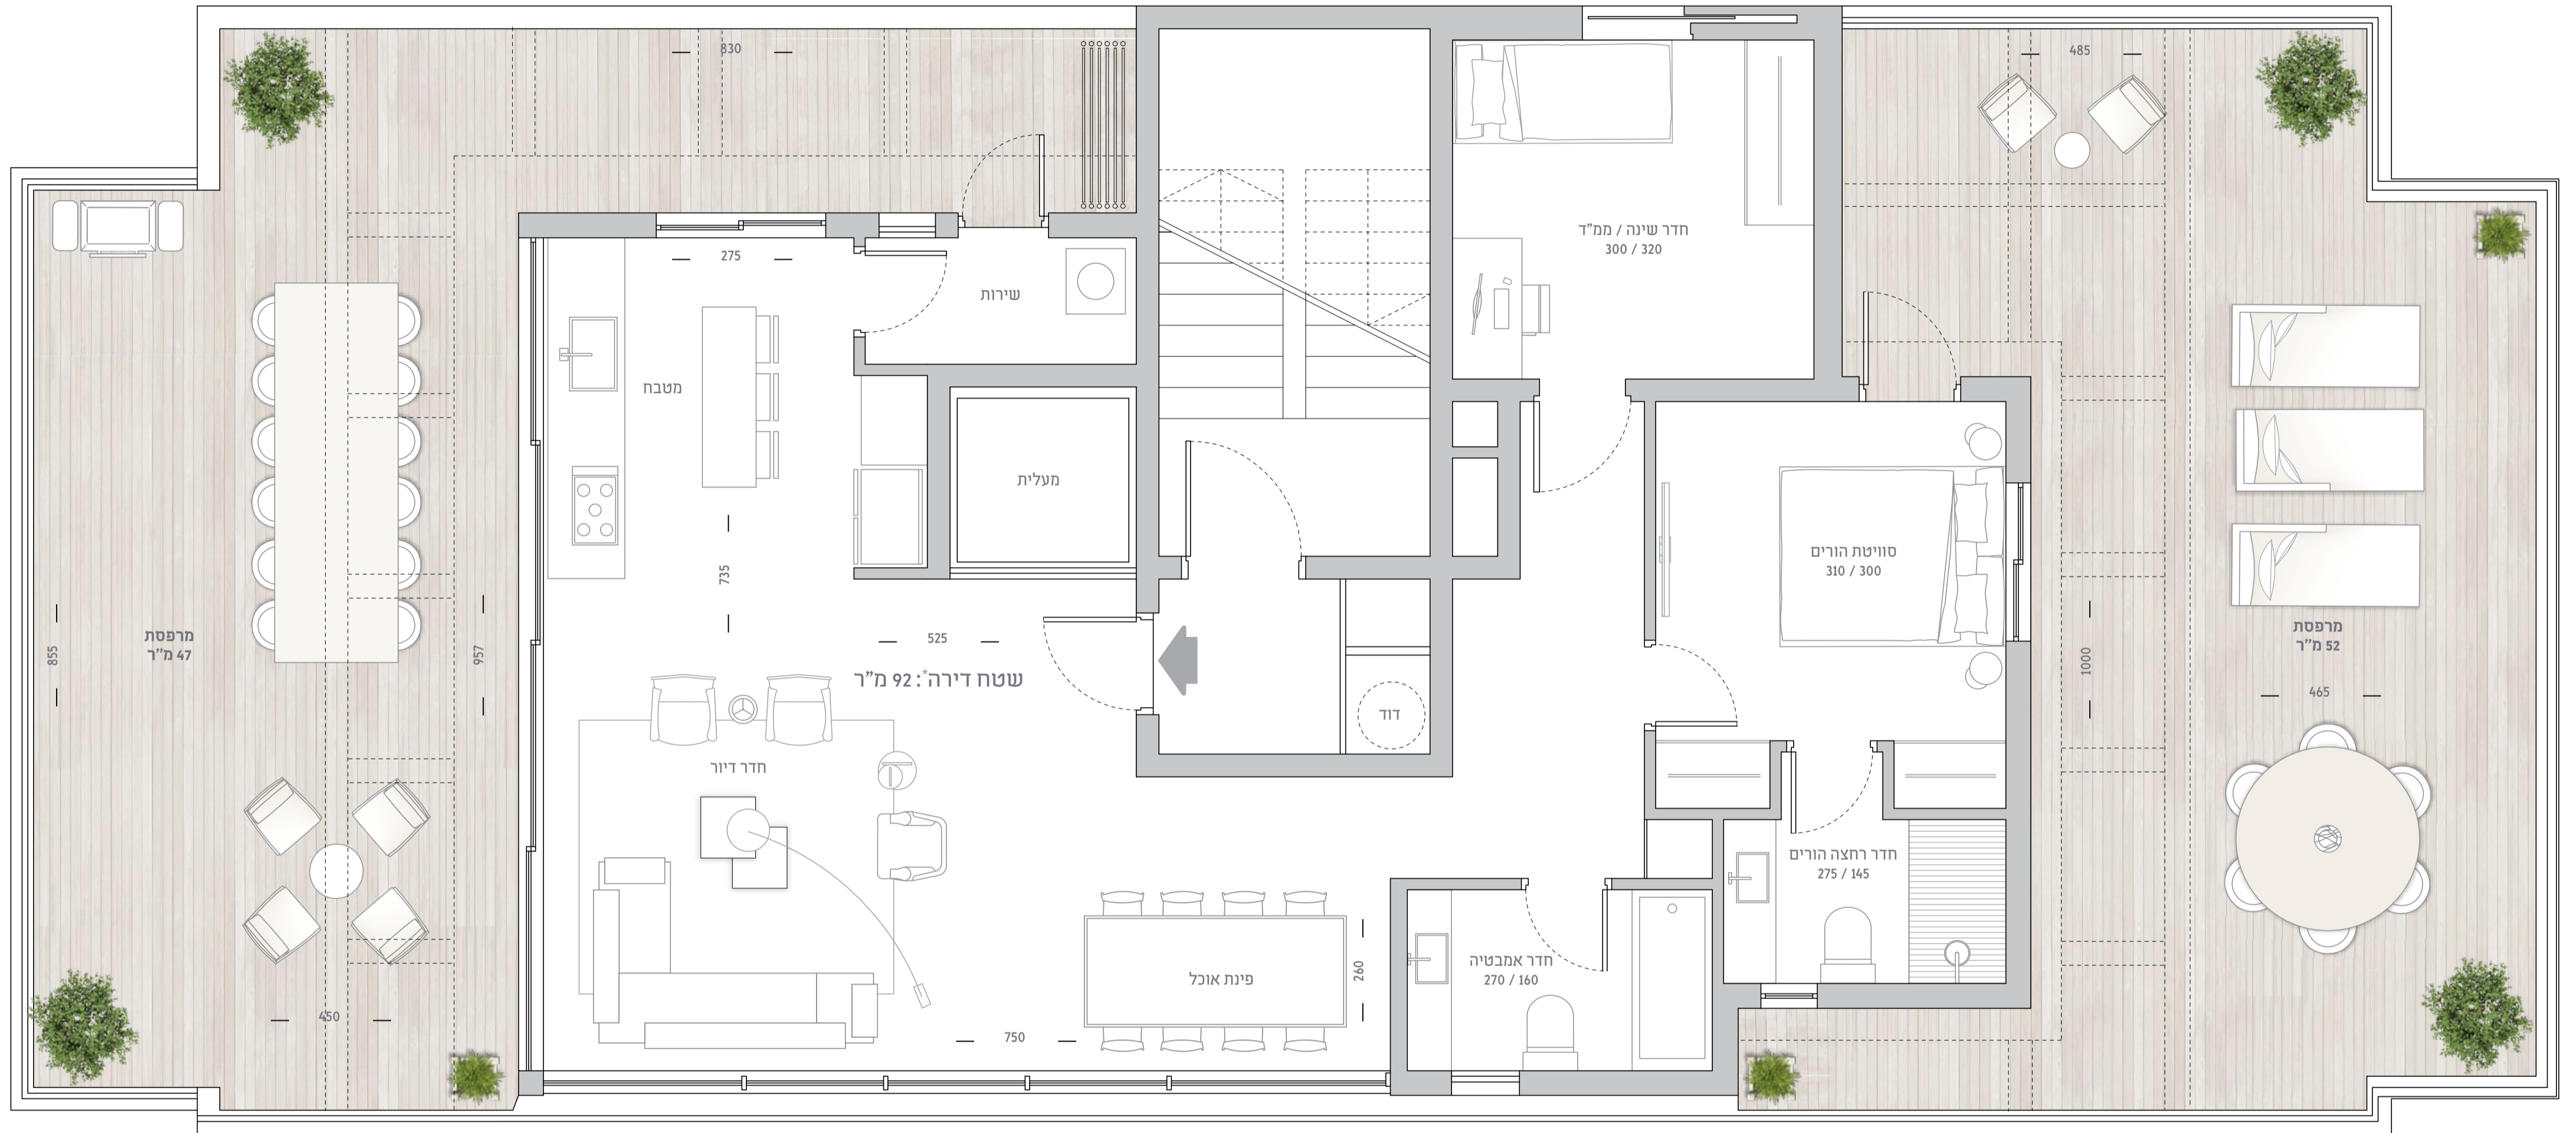 830
485
275
שירות
חדר שינה / ממ"ד
300 / 320
מטבח
מעלית
735
סוויטת הורים
310 / 300
855
מרפסת
47 מ"ר
957
525
שטח דירה*: 92 מ"ר
דוד
1000
מרפסת
52 מ"ר
465
חדר דיור
חדר רחצה הורים
275 / 145
חדר אמבטיה
270 / 160
260
פינת אוכל
450
750